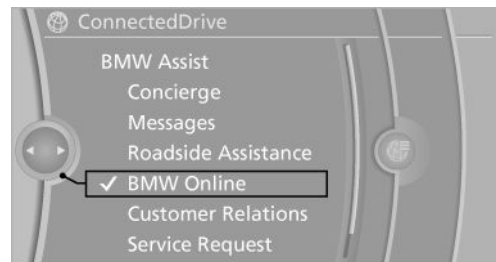 ConnectedDrive
BMW Assist
Concierge
Messages
Roadside Assistance
✓ BMW Online
Customer Relations
Service Request